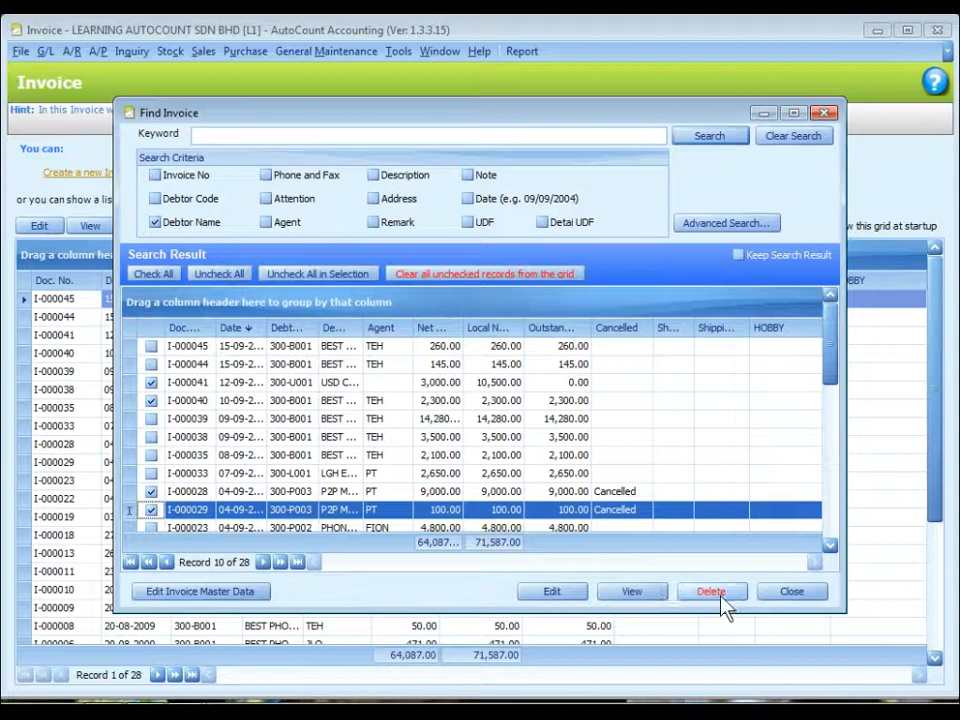 Invoice - LEARNING AUTOCOUNT SDN BHD [L1] - AutoCount Accounting (Ver: 1.3.3.15)
File G/L A/R A/P Inquiry Stock Sales Purchase General Maintenance Tools Window Help Report
Invoice
Hint: In this Invoice w
You can:
Create a new In
or you can show a lis
me this grid at startup
Edit View
Drag a column hea
Doc. No.
BBY
I-000045
I-000044
I-000041
I-000040
I-000039
I-000038
I-000035
I-000033
I-000028
I-000029
I-000023
I-000022
I-000019
I-000018
I-000013
I-000011
I-000010
I-000009
I-000008 20-08-2009 300-B001 BEST PHO... TEH 50.00 50.00 50.00
64,087.00 71,587.00
Record 1 of 28
Find Invoice
Keyword
Search Clear Search
Search Criteria
Invoice No Phone and Fax Description Note
Debtor Code Attention Address Date (e.g. 09/09/2004)
Debtor Name Agent Remark UDF Detai UDF
Advanced Search...
Search Result
Keep Search Result
Check All Uncheck All Uncheck All in Selection Clear all unchecked records from the grid
Drag a column header here to group by that column
Doc.... Date Debt... De... Agent Net ... Local N... Outstan... Cancelled Sh... Shippi... HOBBY
I-000045 15-09-2... 300-B001 BEST ... TEH 260.00 260.00 260.00
I-000044 15-09-2... 300-B001 BEST ... TEH 145.00 145.00 145.00
I-000041 12-09-2... 300-U001 USD C... 3,000.00 10,500.00 0.00
I-000040 10-09-2... 300-B001 BEST ... TEH 2,300.00 2,300.00 2,300.00
I-000039 09-09-2... 300-B001 BEST ... TEH 14,280... 14,280.00 14,280.00
I-000038 09-09-2... 300-B001 BEST ... TEH 3,500.00 3,500.00 3,500.00
I-000035 08-09-2... 300-B001 BEST ... TEH 2,100.00 2,100.00 2,100.00
I-000033 07-09-2... 300-L001 LGH E... PT 2,650.00 2,650.00 2,650.00
I-000028 04-09-2... 300-P003 P2P M... PT 9,000.00 9,000.00 9,000.00 Cancelled
I-000029 04-09-2... 300-P003 P2P M... PT 100.00 100.00 100.00 Cancelled
I-000023 04-09-2... 300-P002 PHON... FION 4,800.00 4,800.00 4,800.00
64,087... 71,587.00
Record 10 of 28
Edit Invoice Master Data Edit View Delete Close